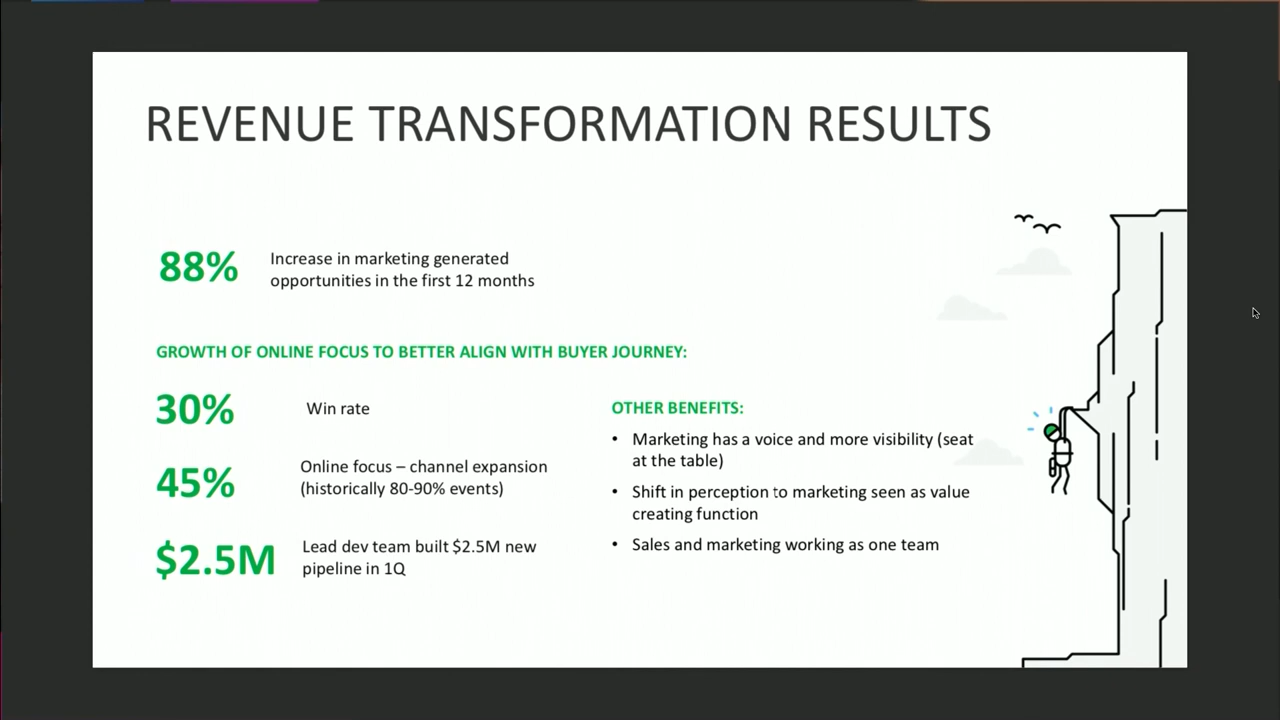 REVENUE TRANSFORMATION RESULTS
88%
Increase in marketing generated
opportunities in the first 12 months
GROWTH OF ONLINE FOCUS TO BETTER ALIGN WITH BUYER JOURNEY:
30%
Win rate
45%
Online focus – channel expansion
(historically 80-90% events)
$2.5M
Lead dev team built $2.5M new
pipeline in 1Q
OTHER BENEFITS:
• Marketing has a voice and more visibility (seat
at the table)
• Shift in perception to marketing seen as value
creating function
• Sales and marketing working as one team